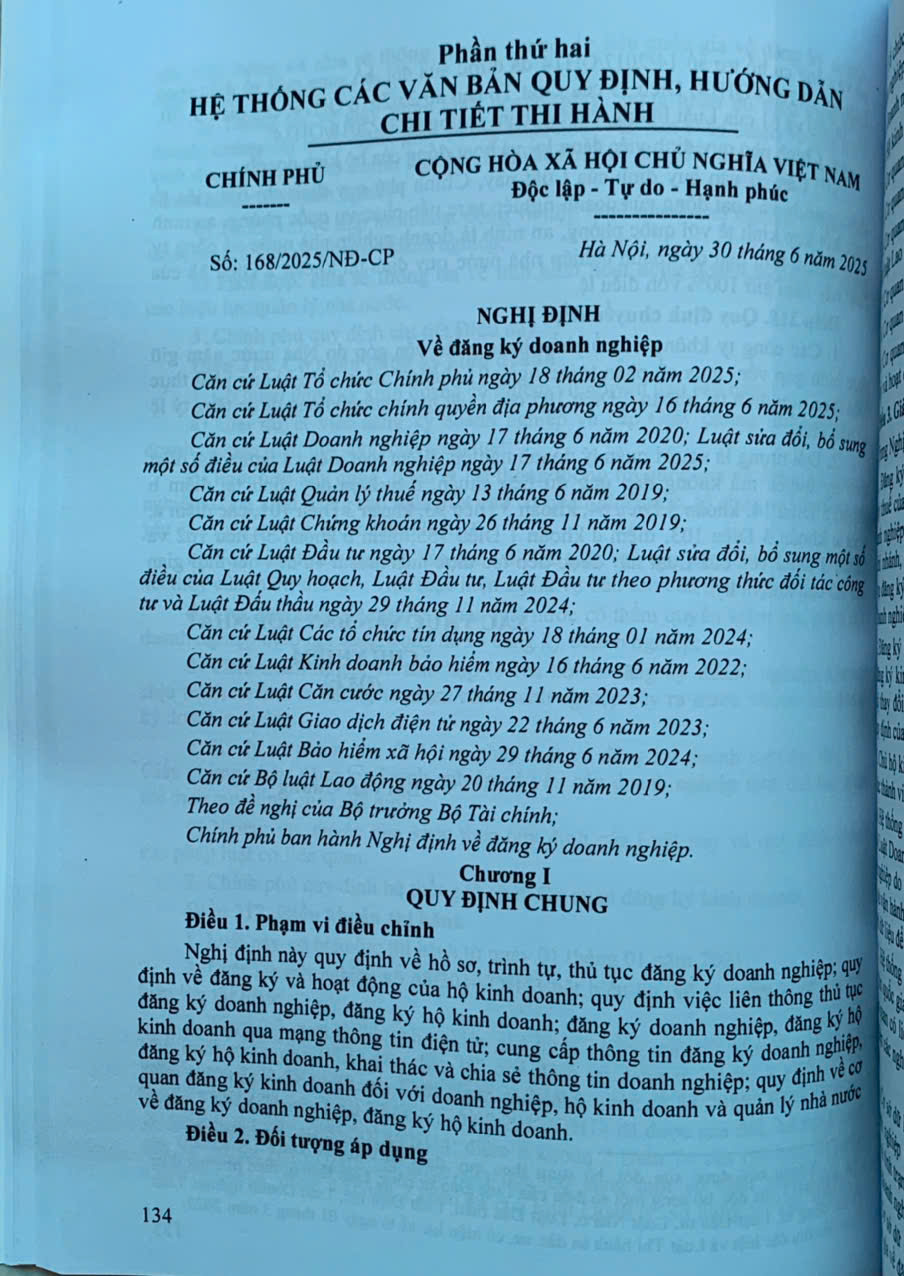 Phần thứ hai
HỆ THỐNG CÁC VĂN BẢN QUY ĐỊNH, HƯỚNG DẪN
CHI TIẾT THI HÀNH
CHÍNH PHỦ
CỘNG HÒA XÃ HỘI CHỦ NGHĨA VIỆT NAM
Độc lập - Tự do - Hạnh phúc
Số: 168/2025/NĐ-CP
Hà Nội, ngày 30 tháng 6 năm 2025
NGHỊ ĐỊNH
Về đăng ký doanh nghiệp
Căn cứ Luật Tổ chức Chính phủ ngày 18 tháng 02 năm 2025;
Căn cứ Luật Tổ chức chính quyền địa phương ngày 16 tháng 6 năm 2025;
Căn cứ Luật Doanh nghiệp ngày 17 tháng 6 năm 2020; Luật sửa đổi, bổ sung
một số điều của Luật Doanh nghiệp ngày 17 tháng 6 năm 2025;
Căn cứ Luật Quản lý thuế ngày 13 tháng 6 năm 2019;
Căn cứ Luật Chứng khoán ngày 26 tháng 11 năm 2019;
Căn cứ Luật Đầu tư ngày 17 tháng 6 năm 2020; Luật sửa đổi, bổ sung một số
điều của Luật Quy hoạch, Luật Đầu tư, Luật Đầu tư theo phương thức đối tác công
tư và Luật Đấu thầu ngày 29 tháng 11 năm 2024;
Căn cứ Luật Các tổ chức tín dụng ngày 18 tháng 01 năm 2024;
Căn cứ Luật Kinh doanh bảo hiểm ngày 16 tháng 6 năm 2022;
Căn cứ Luật Căn cước ngày 27 tháng 11 năm 2023;
Căn cứ Luật Giao dịch điện tử ngày 22 tháng 6 năm 2023;
Căn cứ Luật Bảo hiểm xã hội ngày 29 tháng 6 năm 2024;
Căn cứ Bộ luật Lao động ngày 20 tháng 11 năm 2019;
Theo đề nghị của Bộ trưởng Bộ Tài chính;
Chính phủ ban hành Nghị định về đăng ký doanh nghiệp.
Chương I
QUY ĐỊNH CHUNG
Điều 1. Phạm vi điều chỉnh
Nghị định này quy định về hồ sơ, trình tự, thủ tục đăng ký doanh nghiệp; quy
định về đăng ký và hoạt động của hộ kinh doanh; quy định việc liên thông thủ tục
đăng ký doanh nghiệp, đăng ký hộ kinh doanh; đăng ký doanh nghiệp, đăng ký hộ
kinh doanh qua mạng thông tin điện tử; cung cấp thông tin đăng ký doanh nghiệp,
đăng ký hộ kinh doanh, khai thác và chia sẻ thông tin doanh nghiệp; quy định về cơ
quan đăng ký kinh doanh đối với doanh nghiệp, hộ kinh doanh và quản lý nhà nước
về đăng ký doanh nghiệp, đăng ký hộ kinh doanh.
Điều 2. Đối tượng áp dụng
134